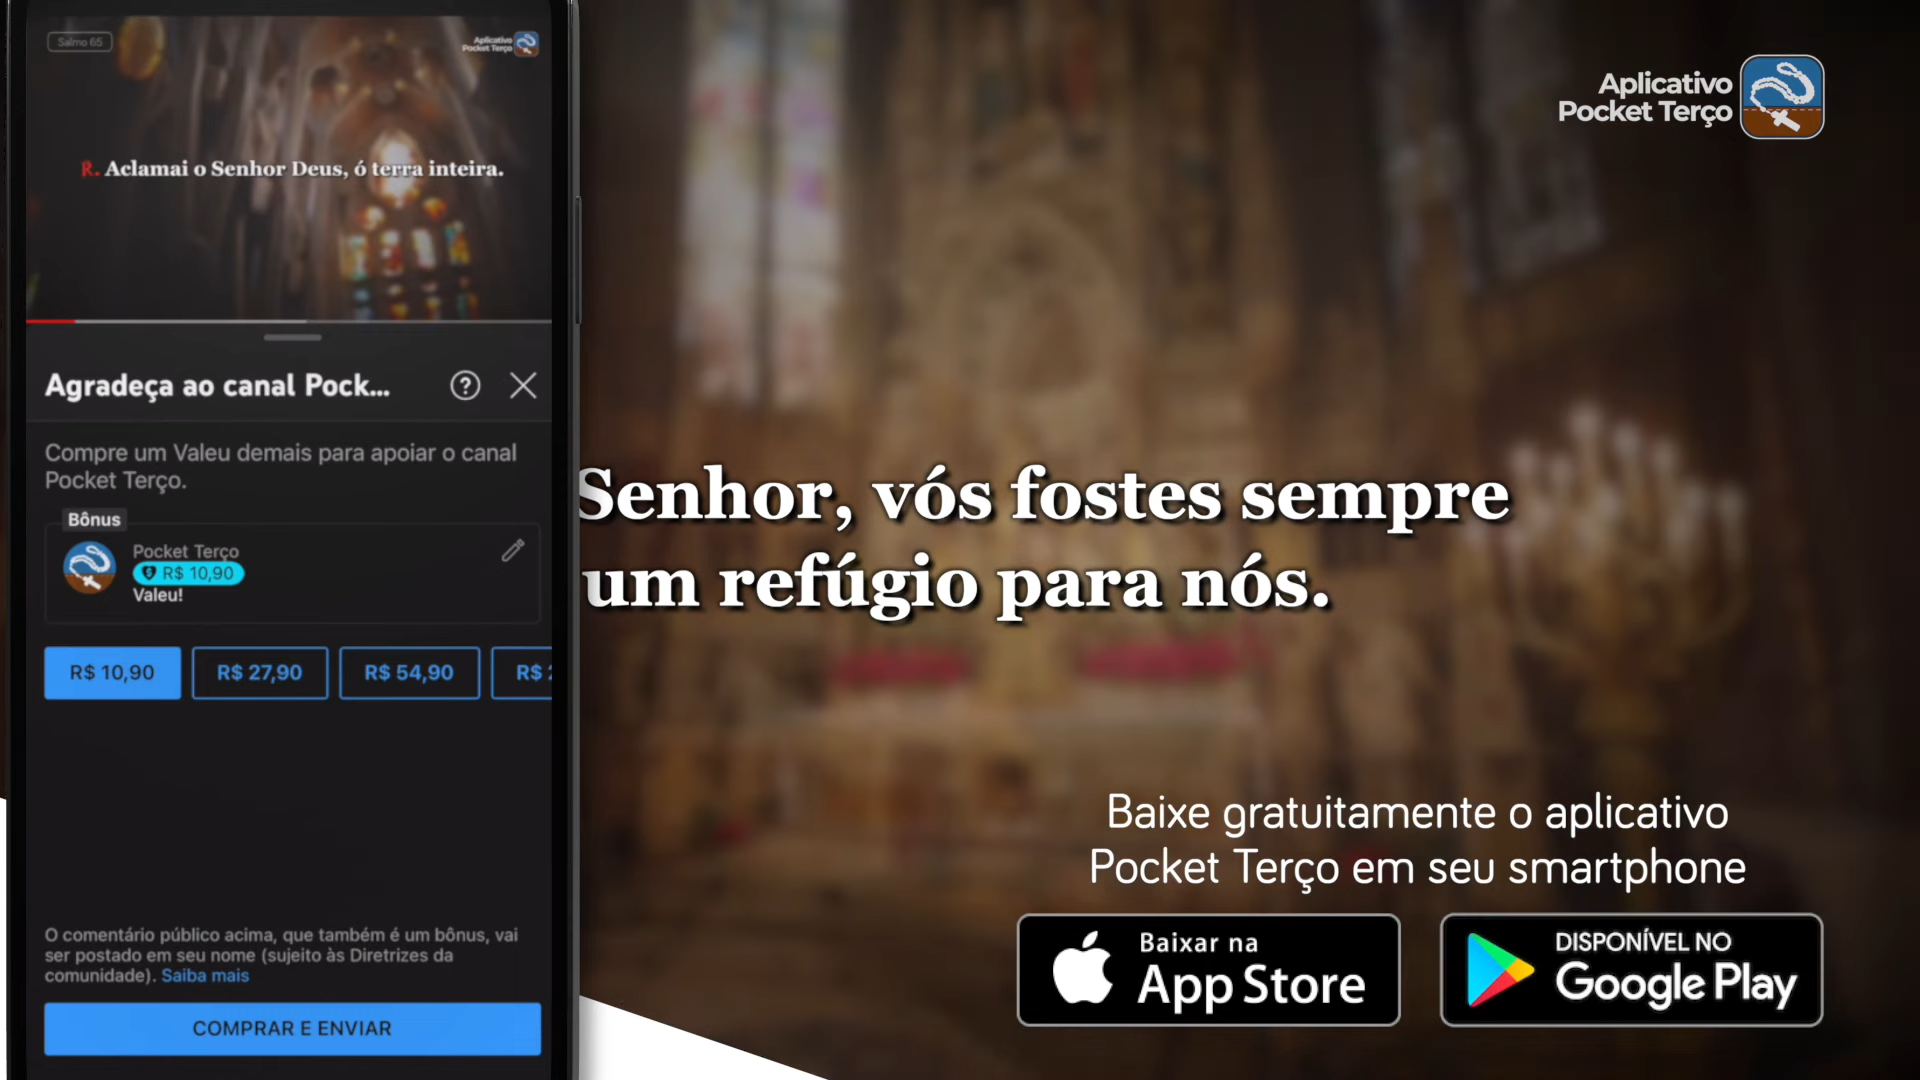 Salmo 65
Aplicativo
Pocket Terço
R. Aclamai o Senhor Deus, ó terra inteira.
Agradeça ao canal Pock...
Compre um Valeu demais para apoiar o canal
Pocket Terço.
Bônus
Pocket Terço
R$ 10,90
Valeu!
R$ 10,90
R$ 27,90
R$ 54,90
R$
O comentário público acima, que também é um bônus, vai
ser postado em seu nome (sujeito às Diretrizes da
comunidade). Saiba mais
COMPRAR E ENVIAR
Aplicativo
Pocket Terço
Senhor, vós fostes sempre
um refúgio para nós.
Baixe gratuitamente o aplicativo
Pocket Terço em seu smartphone
Baixar na
App Store
DISPONÍVEL NO
Google Play